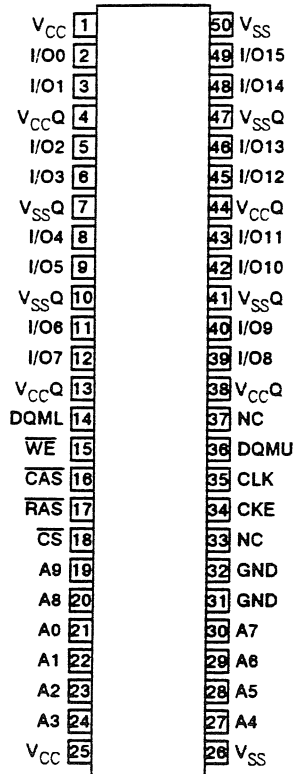 VCC 1 50 VSS
I/O0 2 49 I/O15
I/O1 3 48 I/O14
VCCQ 4 47 VSSQ
I/O2 5 46 I/O13
I/O3 6 45 I/O12
VSSQ 7 44 VCCQ
I/O4 8 43 I/O11
I/O5 9 42 I/O10
VSSQ 10 41 VSSQ
I/O6 11 40 I/O9
I/O7 12 39 I/O8
VCCQ 13 38 VCCQ
DQML 14 37 NC
W̅E̅ 15 36 DQMU
C̅A̅S̅ 16 35 CLK
R̅A̅S̅ 17 34 CKE
C̅S̅ 18 33 NC
A9 19 32 GND
A8 20 31 GND
A0 21 30 A7
A1 22 29 A6
A2 23 28 A5
A3 24 27 A4
VCC 25 26 VSS